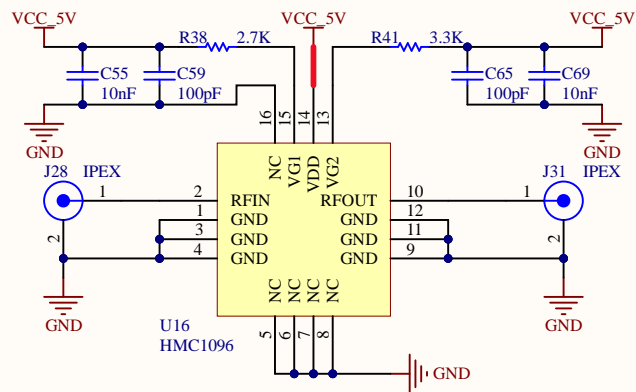 VCC_5V VCC_5V VCC_5V
R38 2.7K R41 3.3K
C55 C59 C65 C69
10nF 100pF 100pF 10nF
16 15 14 13
GND GND
NC VG1 VDD VG2
J28 IPEX J31 IPEX
1 2 RFIN RFOUT 10 1
1 GND GND 12
2 3 GND GND 11 2
4 GND GND 9
NC NC NC NC
GND GND
U16 5 6 7 8
HMC1096
GND